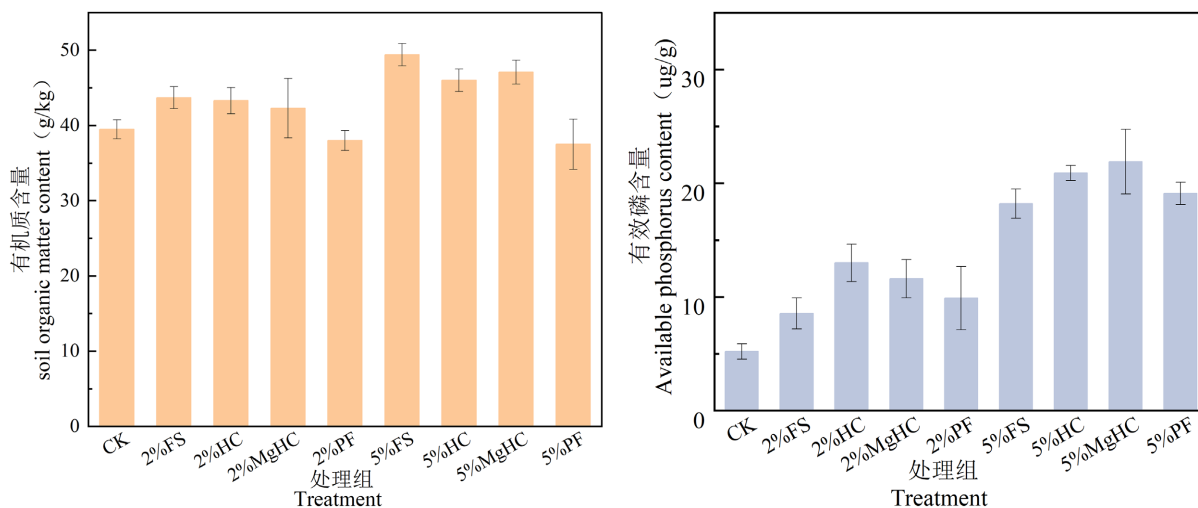 有机质含量
soil organic matter content（g/kg）
50
40
30
20
10
0
CK
2%FS
2%HC
2%MgHC
2%PF
5%FS
5%HC
5%MgHC
5%PF
处理组
Treatment
有效磷含量
Available phosphorus content（ug/g）
30
20
10
0
CK
2%FS
2%HC
2%MgHC
2%PF
5%FS
5%HC
5%MgHC
5%PF
处理组
Treatment